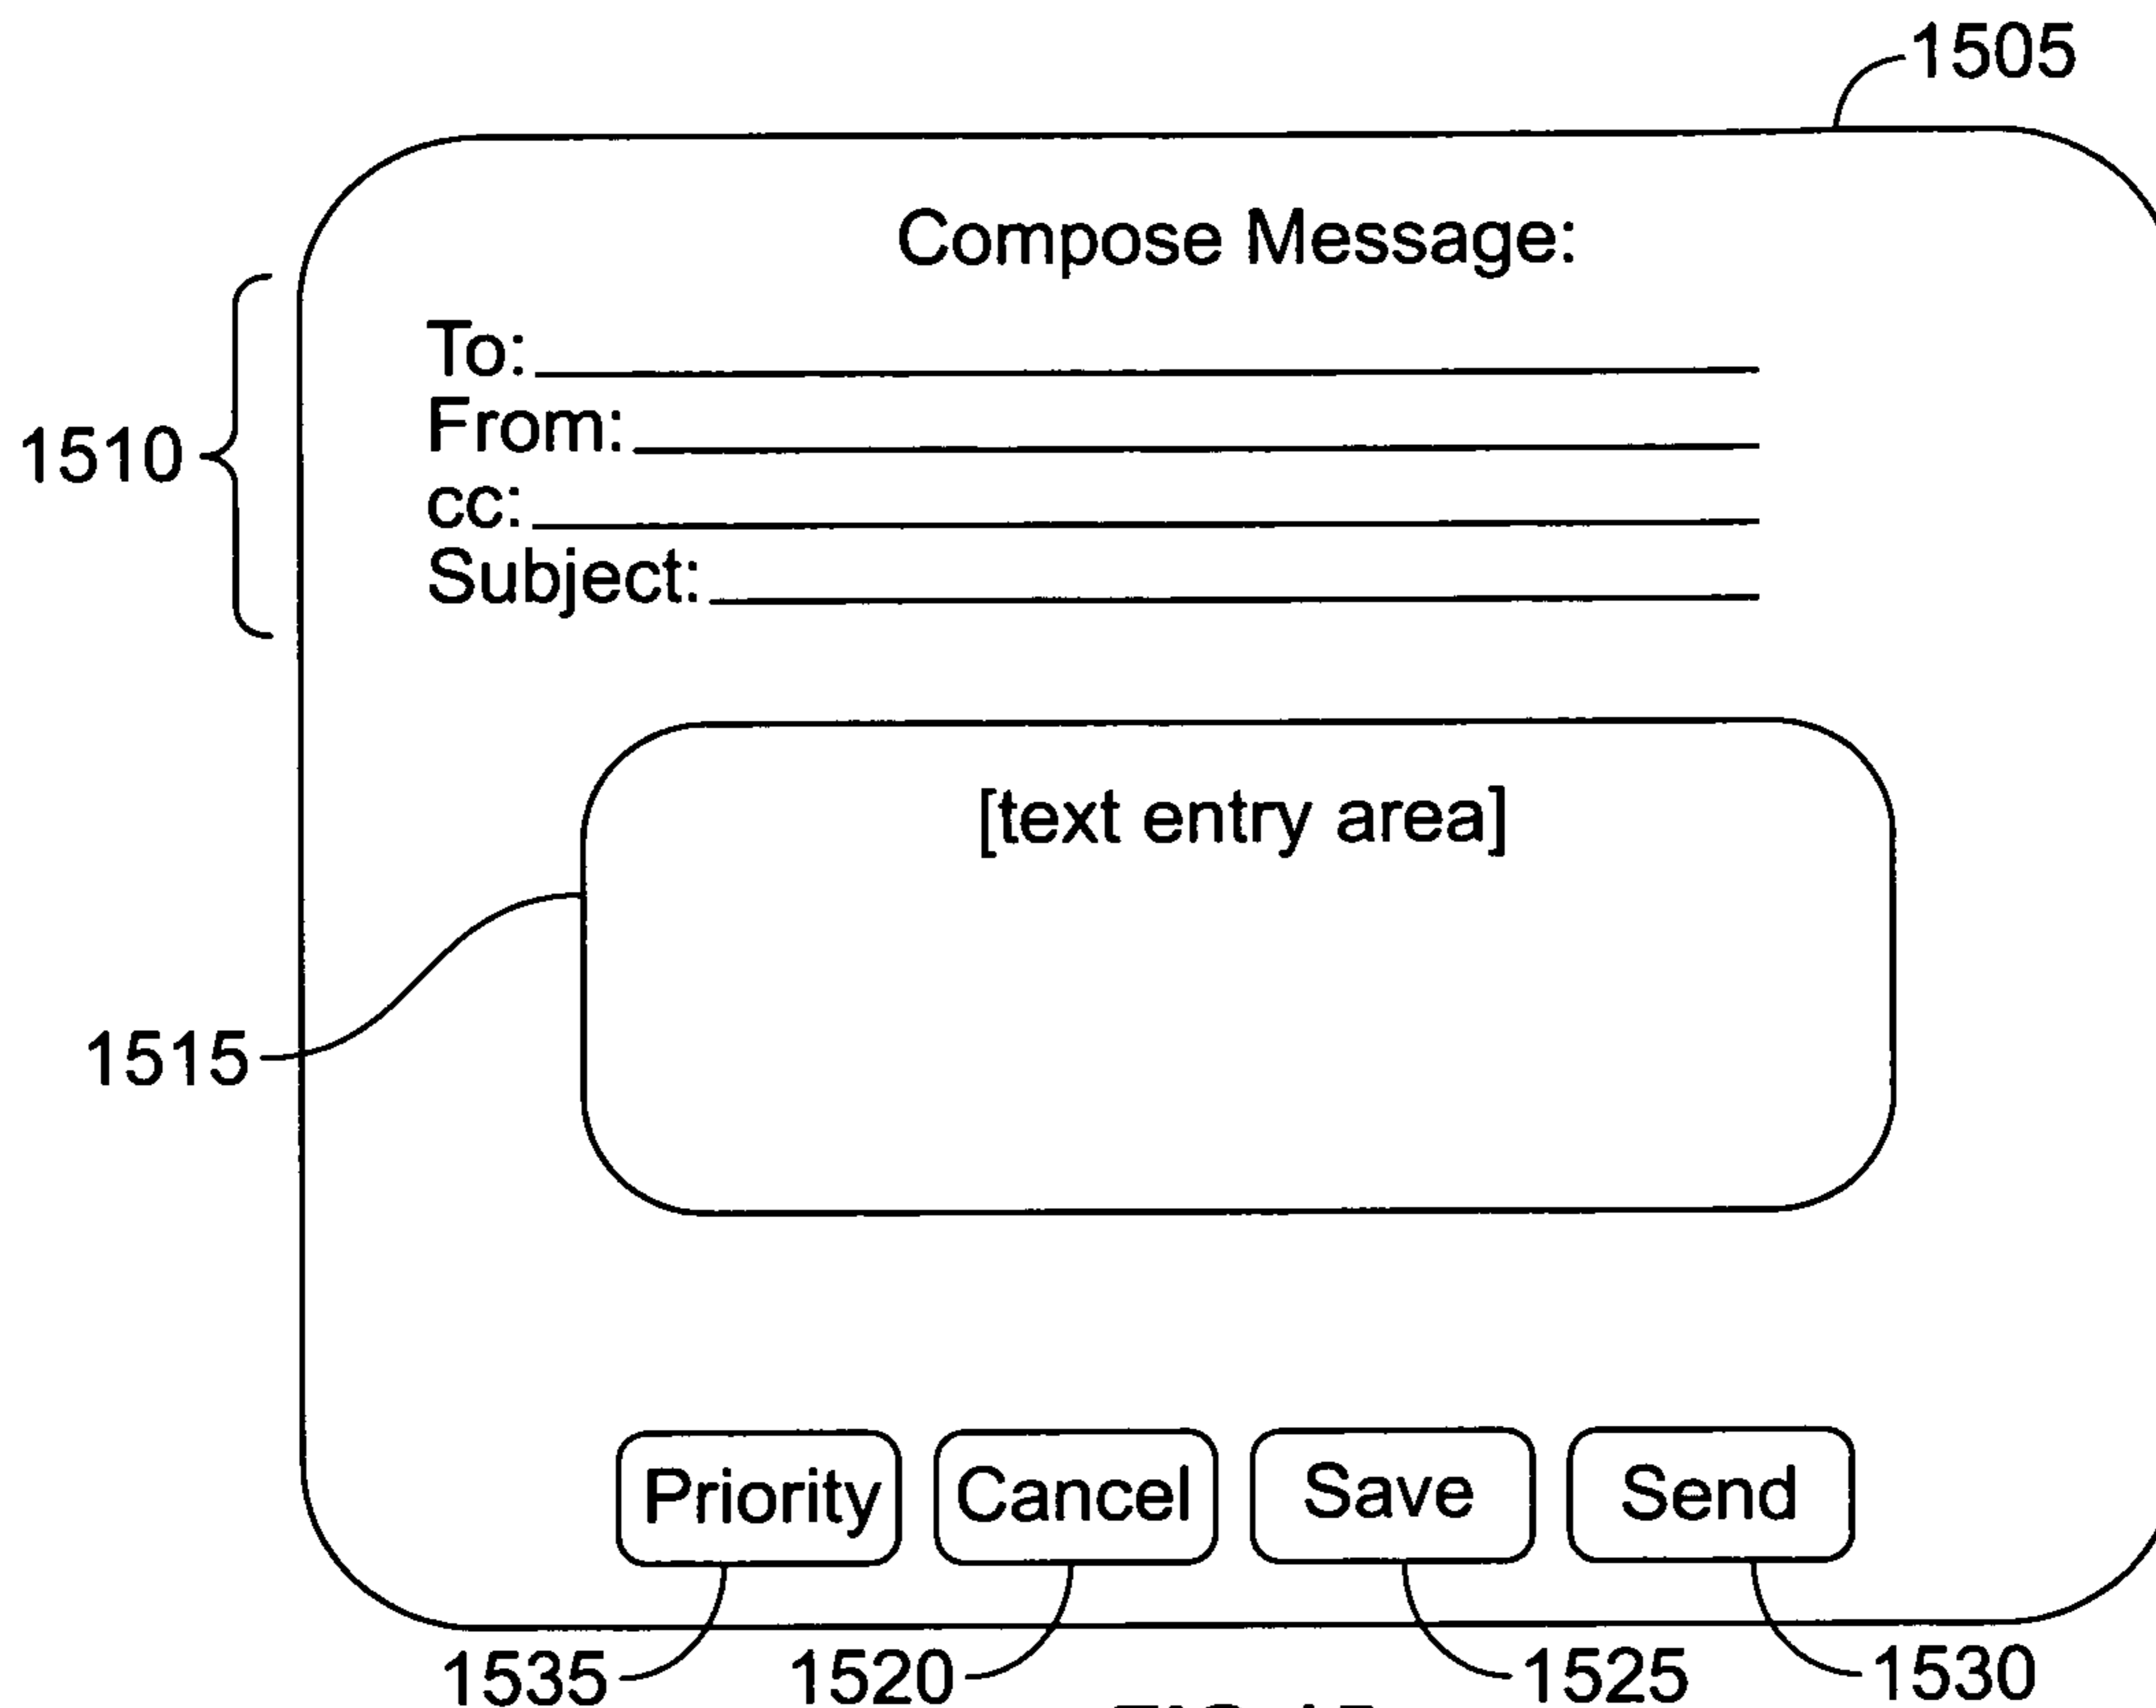 1505
Compose Message:
To:
From:
1510
cc:
Subject:
[text entry area]
1515
Priority Cancel Save Send
1535 1520 1525 1530